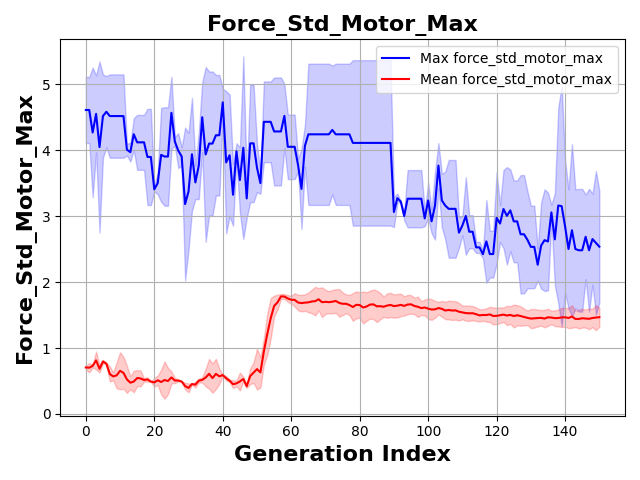 Force_Std_Motor_Max
Max force_std_motor_max
Mean force_std_motor_max
Force_Std_Motor_Max
5
4
3
2
1
0
0 20 40 60 80 100 120 140
Generation Index